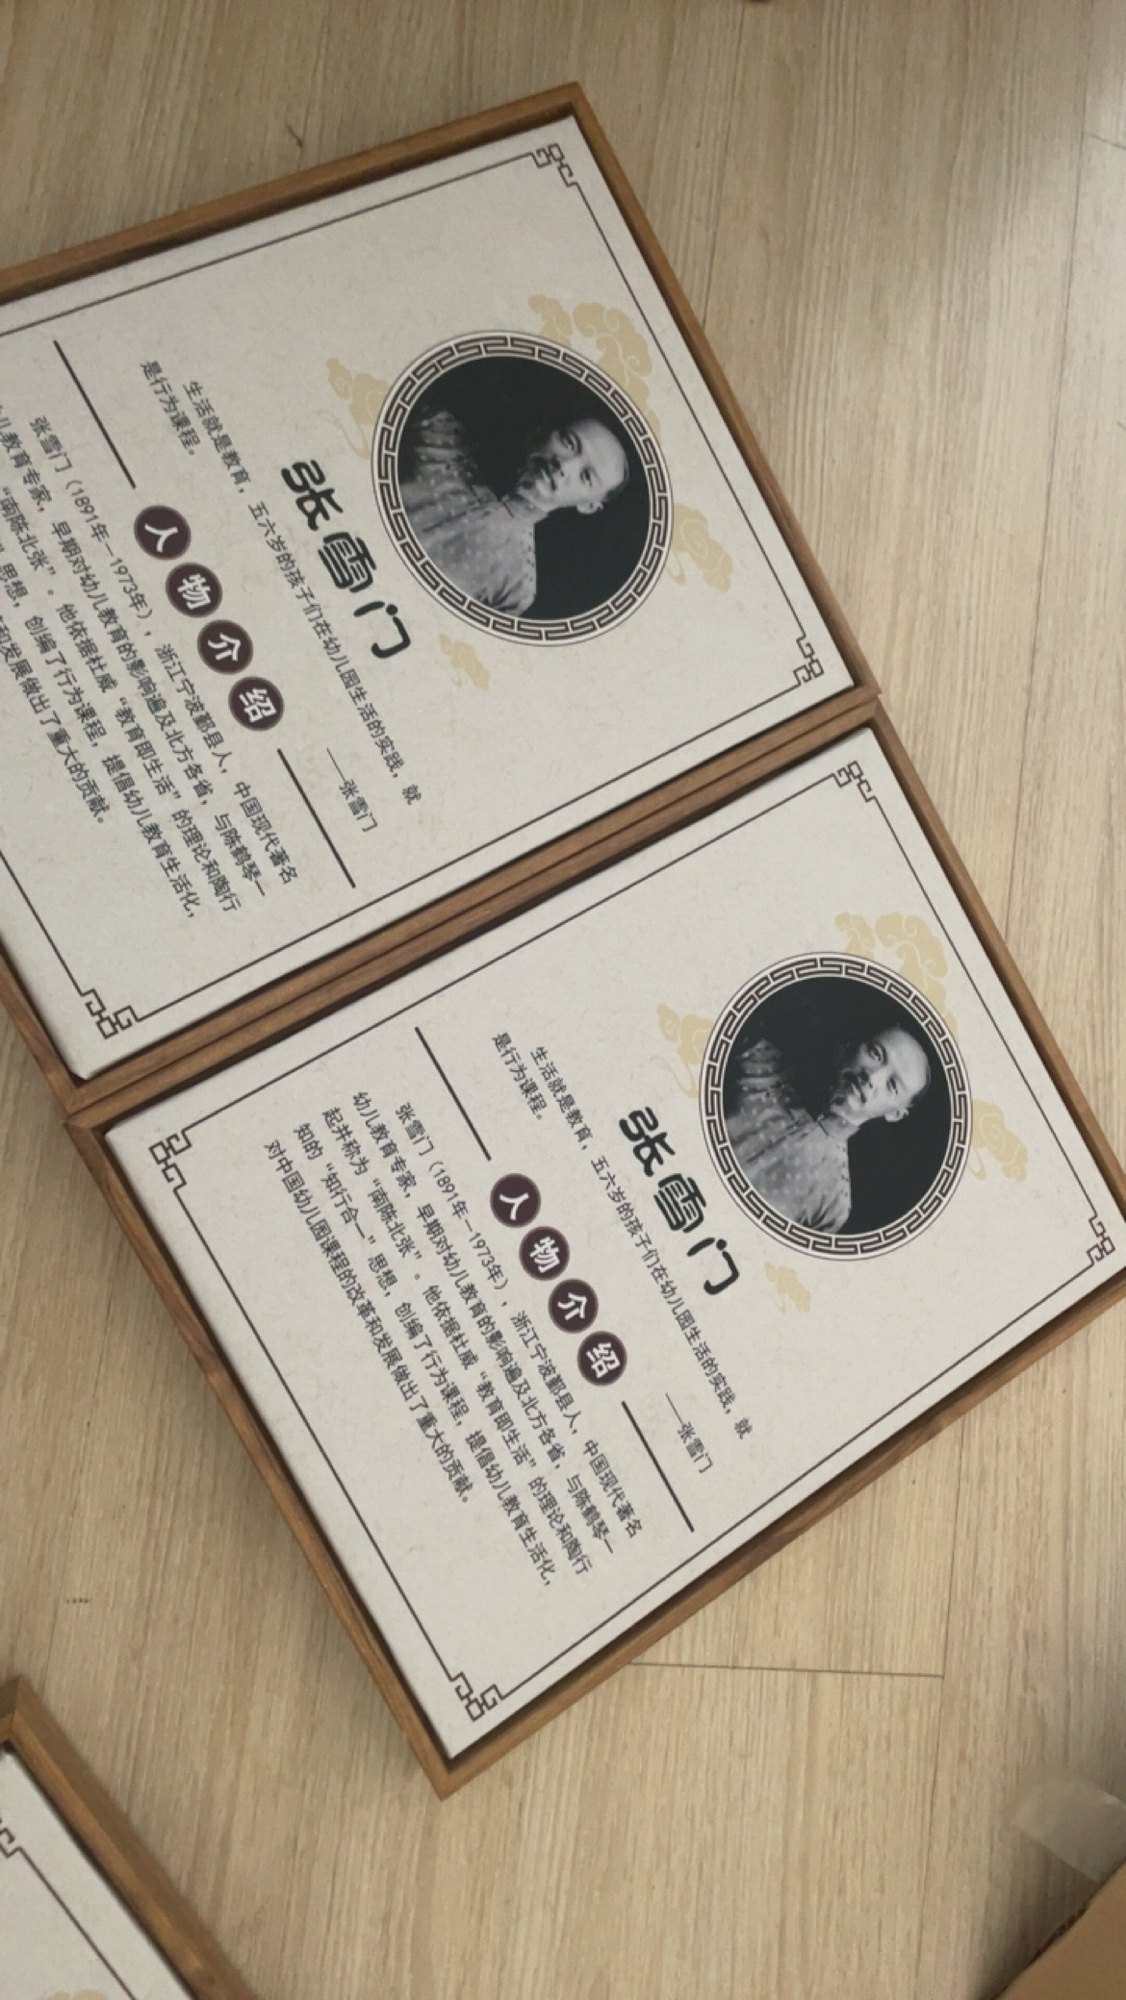 张雪门
生活就是教育，五六岁的孩子们在幼儿园生活的实践，就
是行为课程。
——张雪门
人物介绍
张雪门（1891年－1973年），浙江宁波鄞县人，中国现代著名
儿教育专家，早期对幼儿教育的影响遍及北方各省，与陈鹤琴一
“南陈北张”。他依据杜威“教育即生活”的理论和陶行
”思想，创编了行为课程，提倡幼儿教育生活化，
和发展做出了重大的贡献。
张雪门
生活就是教育，五六岁的孩子们在幼儿园生活的实践，就
是行为课程。
——张雪门
人物介绍
张雪门（1891年－1973年），浙江宁波鄞县人，中国现代著名
幼儿教育专家，早期对幼儿教育的影响遍及北方各省，与陈鹤琴一
起并称为“南陈北张”。他依据杜威“教育即生活”的理论和陶行
知的“知行合一”思想，创编了行为课程，提倡幼儿教育生活化，
对中国幼儿园课程的改革和发展做出了重大的贡献。